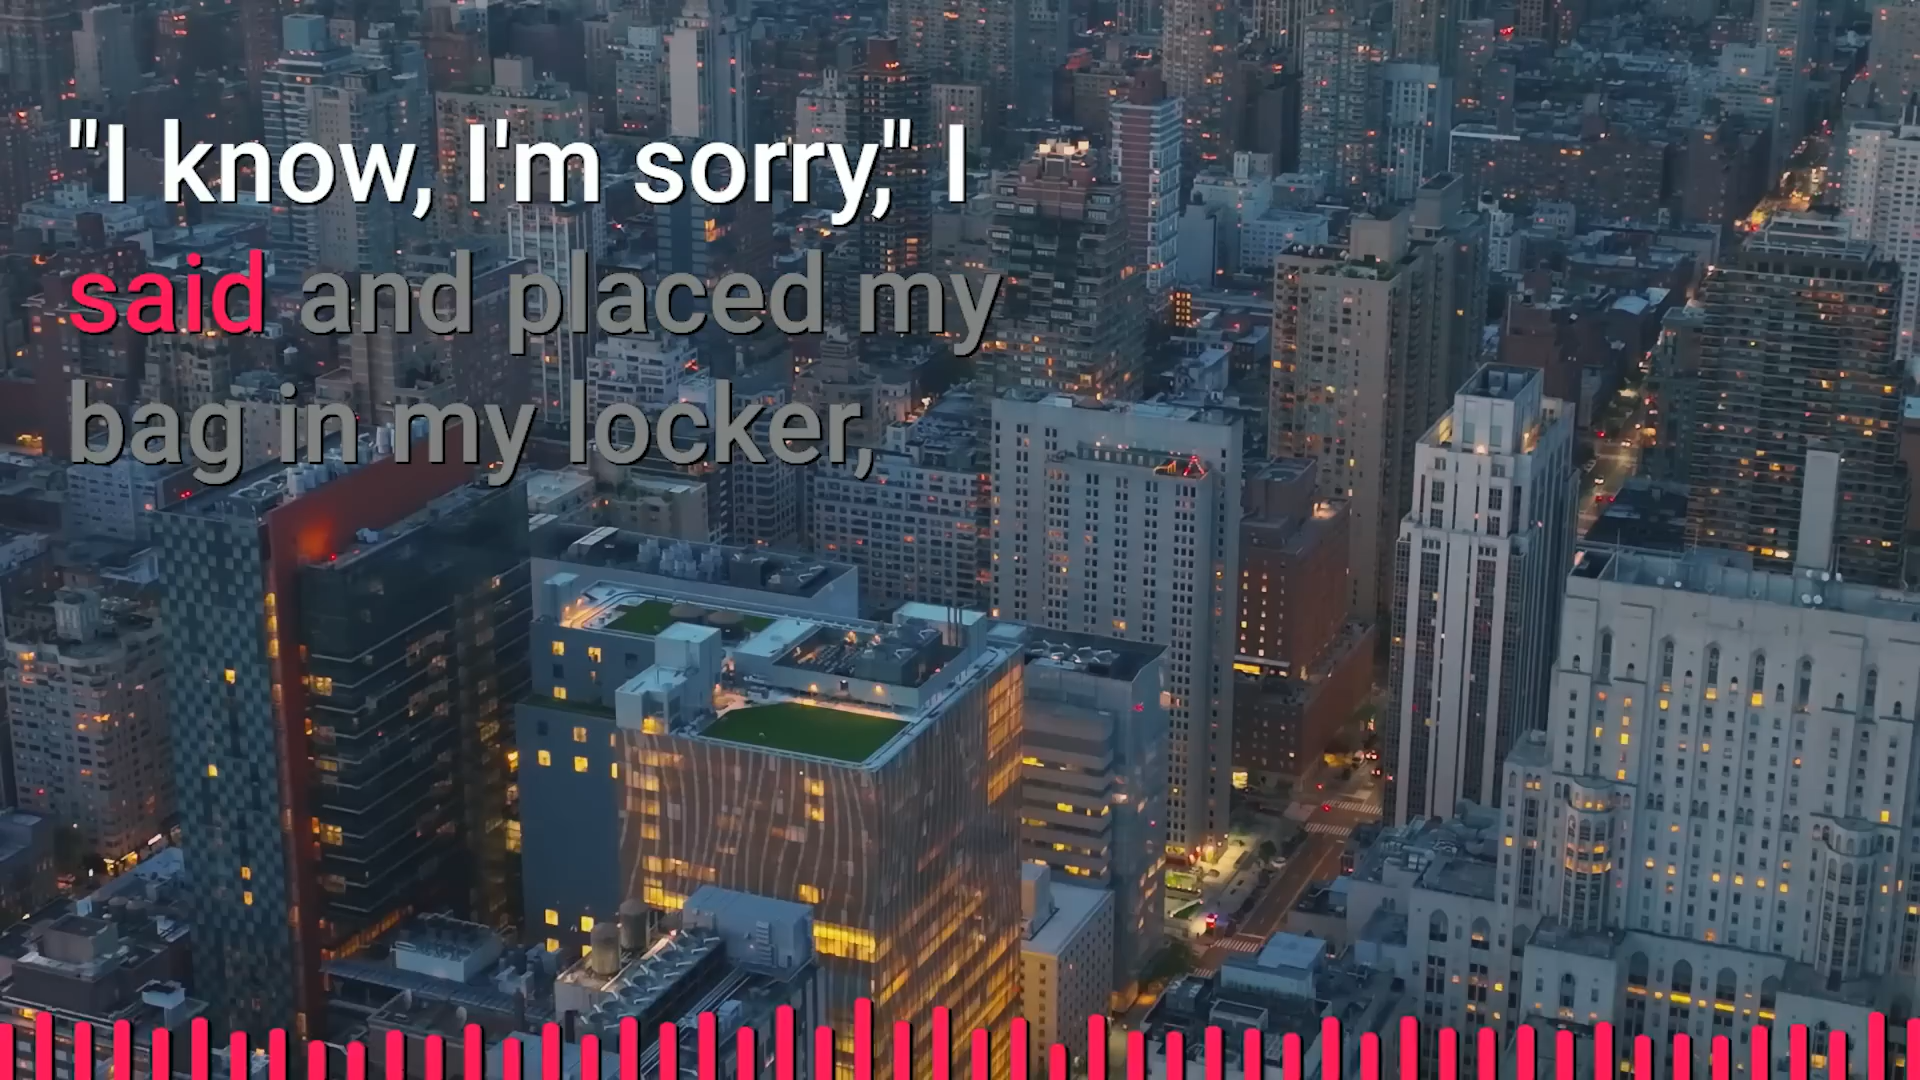 "I know, I'm sorry," I
said and placed my
bag in my locker,